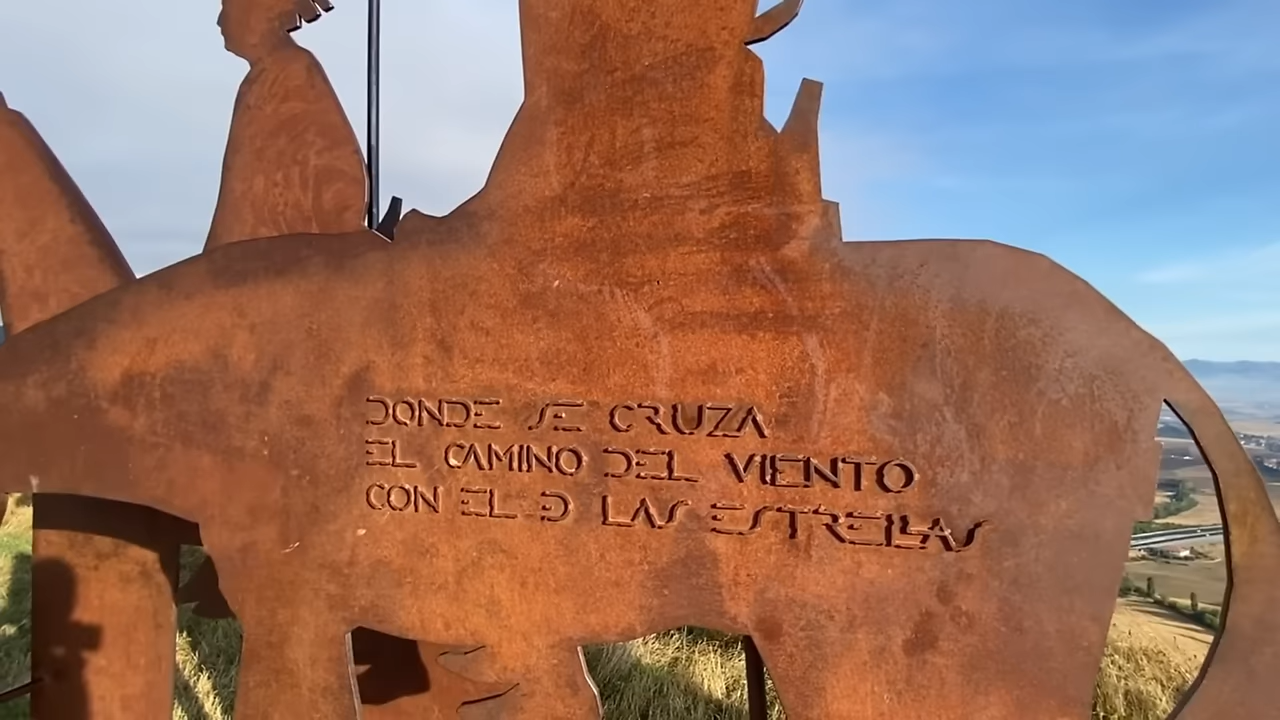 DONDE SE CRUZA
EL CAMINO DEL VIENTO
CON EL D LAS ESTRELLAS